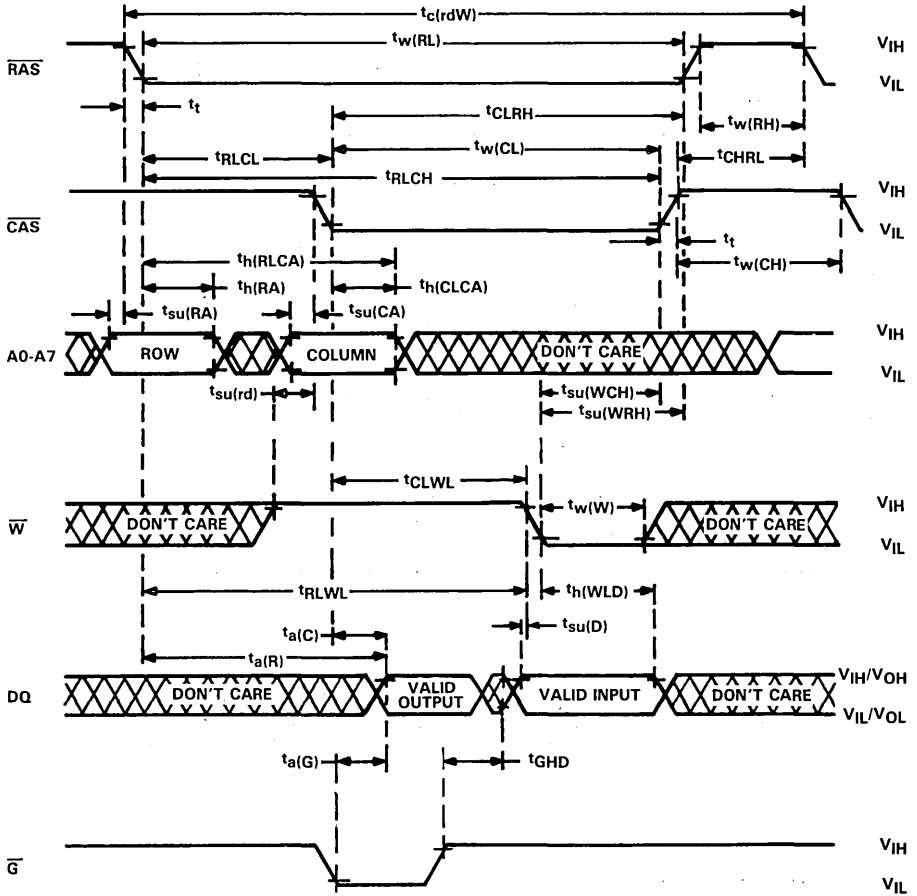 tc(rdW)
tw(RL)
VIH
RAS
VIL
tt
tCLRH
tw(RH)
tRLCL
tw(CL)
tCHRL
tRLCH
VIH
CAS
VIL
tt
th(RLCA)
tw(CH)
th(RA)
th(CLCA)
tsu(RA)
tsu(CA)
VIH
A0-A7
ROW
COLUMN
DON'T CARE
VIL
tsu(rd)
tsu(WCH)
tsu(WRH)
tCLWL
tw(W)
VIH
W
DON'T CARE
DON'T CARE
VIL
tRLWL
th(WLD)
ta(C)
tsu(D)
ta(R)
VIH/VOH
DQ
DON'T CARE
VALID
OUTPUT
VALID INPUT
DON'T CARE
VIL/VOL
ta(G)
tGHD
VIH
G
VIL